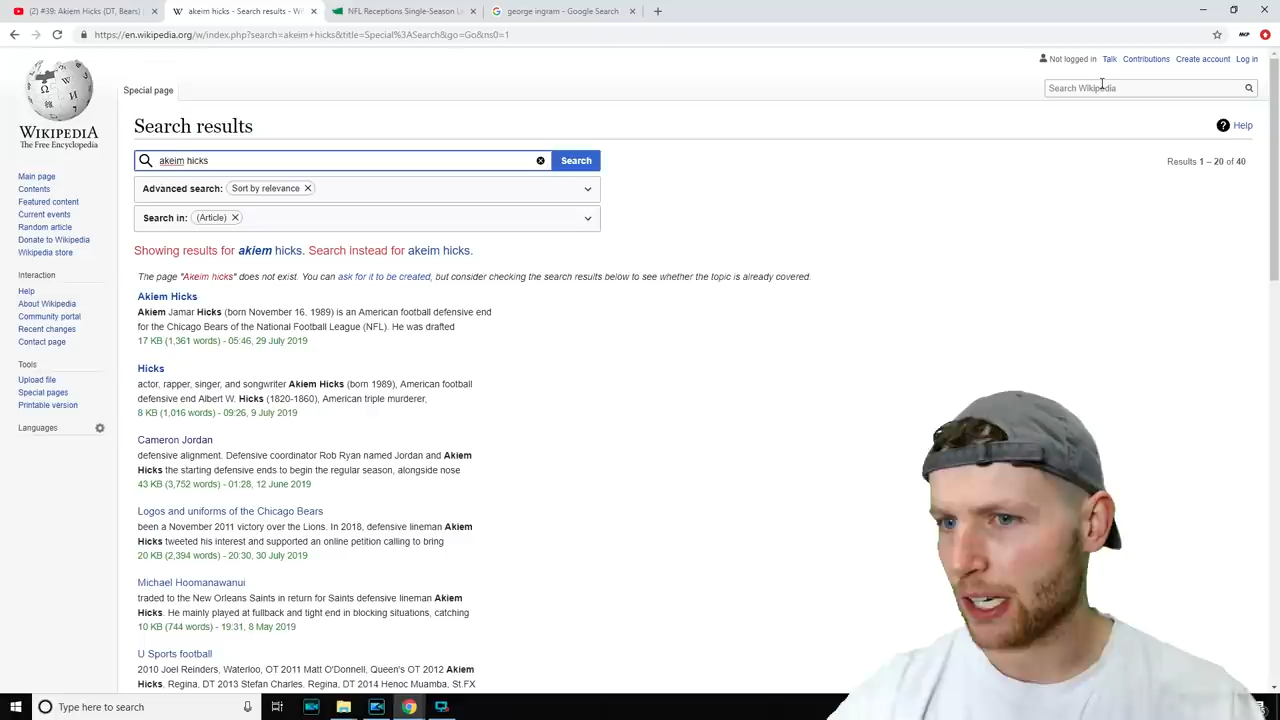 (2) #39: Akiem Hicks (DT, Bears)
akeim hicks - Search results - Wi
NFL Receptions Single-Season L
george ingram - Google Search
https://en.wikipedia.org/w/index.php?search=akeim+hicks&title=Special%3ASearch&go=Go&ns0=1
Not logged in Talk Contributions Create account Log in
Special page
Search Wikipedia
WIKIPEDIA
The Free Encyclopedia
Main page
Contents
Featured content
Current events
Random article
Donate to Wikipedia
Wikipedia store
Interaction
Help
About Wikipedia
Community portal
Recent changes
Contact page
Tools
Upload file
Special pages
Printable version
Languages
Search results
Help
akeim hicks
Search
Results 1 – 20 of 40
Advanced search: Sort by relevance
Search in: (Article)
Showing results for akiem hicks. Search instead for akeim hicks.
The page "Akeim hicks" does not exist. You can ask for it to be created, but consider checking the search results below to see whether the topic is already covered.
Akiem Hicks
Akiem Jamar Hicks (born November 16, 1989) is an American football defensive end
for the Chicago Bears of the National Football League (NFL). He was drafted
17 KB (1,361 words) - 05:46, 29 July 2019
Hicks
actor, rapper, singer, and songwriter Akiem Hicks (born 1989), American football
defensive end Albert W. Hicks (1820-1860), American triple murderer,
8 KB (1,016 words) - 09:26, 9 July 2019
Cameron Jordan
defensive alignment. Defensive coordinator Rob Ryan named Jordan and Akiem
Hicks the starting defensive ends to begin the regular season, alongside nose
43 KB (3,752 words) - 01:28, 12 June 2019
Logos and uniforms of the Chicago Bears
been a November 2011 victory over the Lions. In 2018, defensive lineman Akiem
Hicks tweeted his interest and supported an online petition calling to bring
20 KB (2,394 words) - 20:30, 30 July 2019
Michael Hoomanawanui
traded to the New Orleans Saints in return for Saints defensive lineman Akiem
Hicks. He mainly played at fullback and tight end in blocking situations, catching
10 KB (744 words) - 19:31, 8 May 2019
U Sports football
2010 Joel Reinders, Waterloo, OT 2011 Matt O'Donnell, Queen's OT 2012 Akiem
Hicks, Regina, DT 2013 Stefan Charles, Regina, DT 2014 Henoc Muamba, St.FX
Type here to search